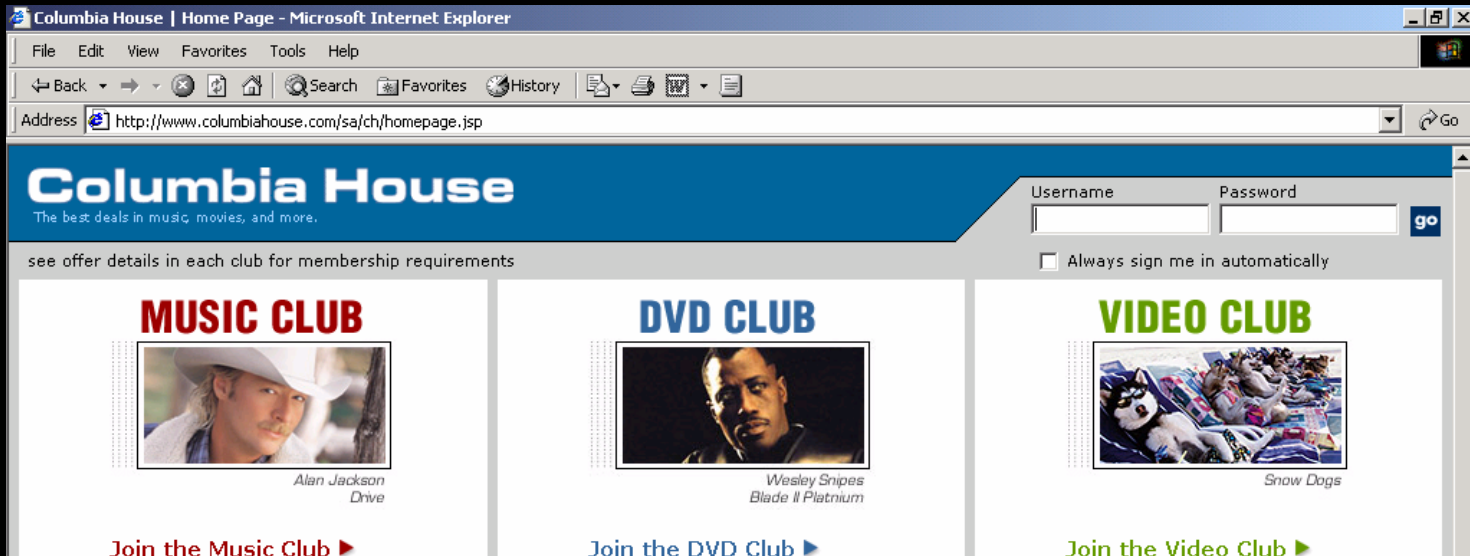 Columbia House | Home Page - Microsoft Internet Explorer
File Edit View Favorites Tools Help
Back Search Favorites History
Address http://www.columbiahouse.com/sa/ch/homepage.jsp Go
Columbia House
The best deals in music, movies, and more.
Username Password
go
see offer details in each club for membership requirements
Always sign me in automatically
MUSIC CLUB
Alan Jackson
Drive
Join the Music Club
DVD CLUB
Wesley Snipes
Blade II Platnium
Join the DVD Club
VIDEO CLUB
Snow Dogs
Join the Video Club